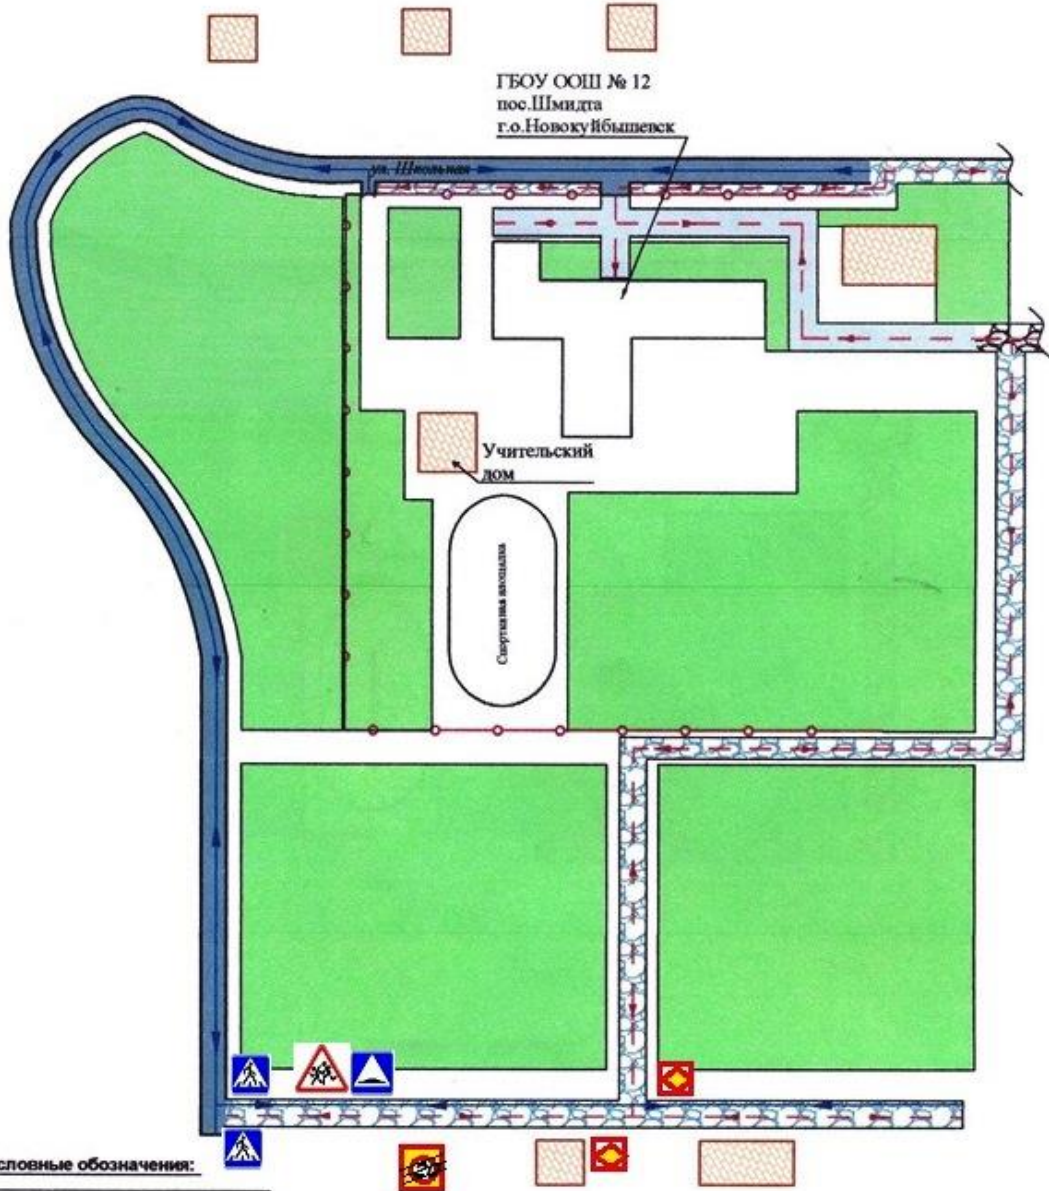 ГБОУ ООШ № 12
пос.Шмидта
г.о.Новокуйбышевск
ул. Школьная
Учительский
дом
Спортивная площадка
словные обозначения: